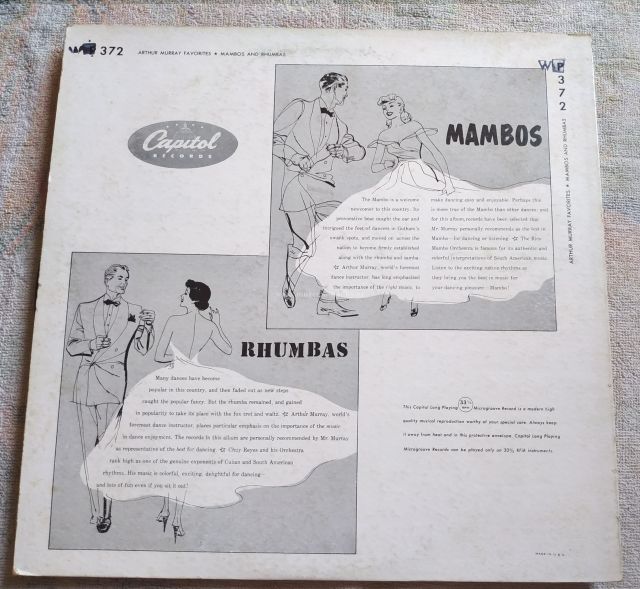 372 ARTHUR MURRAY FAVORITES ★ MAMBOS AND RHUMBAS
372
ARTHUR MURRAY FAVORITES ★ MAMBOS AND RHUMBAS
Capitol
RECORDS
MAMBOS
The Mambo is a welcome
newcomer to this country. Its
provocative beat caught the ear and
intrigued the feet of dancers in Gotham's
smart spots, and moved on across the
nation to become firmly established
along with the rhumba and samba.
☆ Arthur Murray, world's foremost
dance instructor, has long emphasized
the importance of the right music, to
make dancing easy and enjoyable. Perhaps this
is more true of the Mambo than other dances, and
for this album, records have been selected that
Mr. Murray personally recommends as the best in
Mambo—for dancing or listening. ☆ The Rico
Mambo Orchestra is famous for its authentic and
colorful interpretations of South American music.
Listen to the exciting native rhythms as
they bring you the best in music for
your dancing pleasure—Mambo!
RHUMBAS
Many dances have become
popular in this country, and then faded out as new steps
caught the popular fancy. But the rhumba remained, and gained
in popularity to take its place with the fox trot and waltz. ☆ Arthur Murray, world's
foremost dance instructor, places particular emphasis on the importance of the music
in dance enjoyment. The records in this album are personally recommended by Mr. Murray
as representative of the best for dancing. ☆ Chuy Reyes and his Orchestra
rank high as one of the genuine exponents of Cuban and South American
rhythms. His music is colorful, exciting, delightful for dancing—
and lots of fun even if you sit it out!
This Capitol Long Playing 33⅓ RPM Microgroove Record is a modern high
quality musical reproduction worthy of your special care. Always keep
it away from heat and in this protective envelope. Capitol Long Playing
Microgroove Records can be played only on 33⅓ RPM instruments.
MADE IN U.S.A.